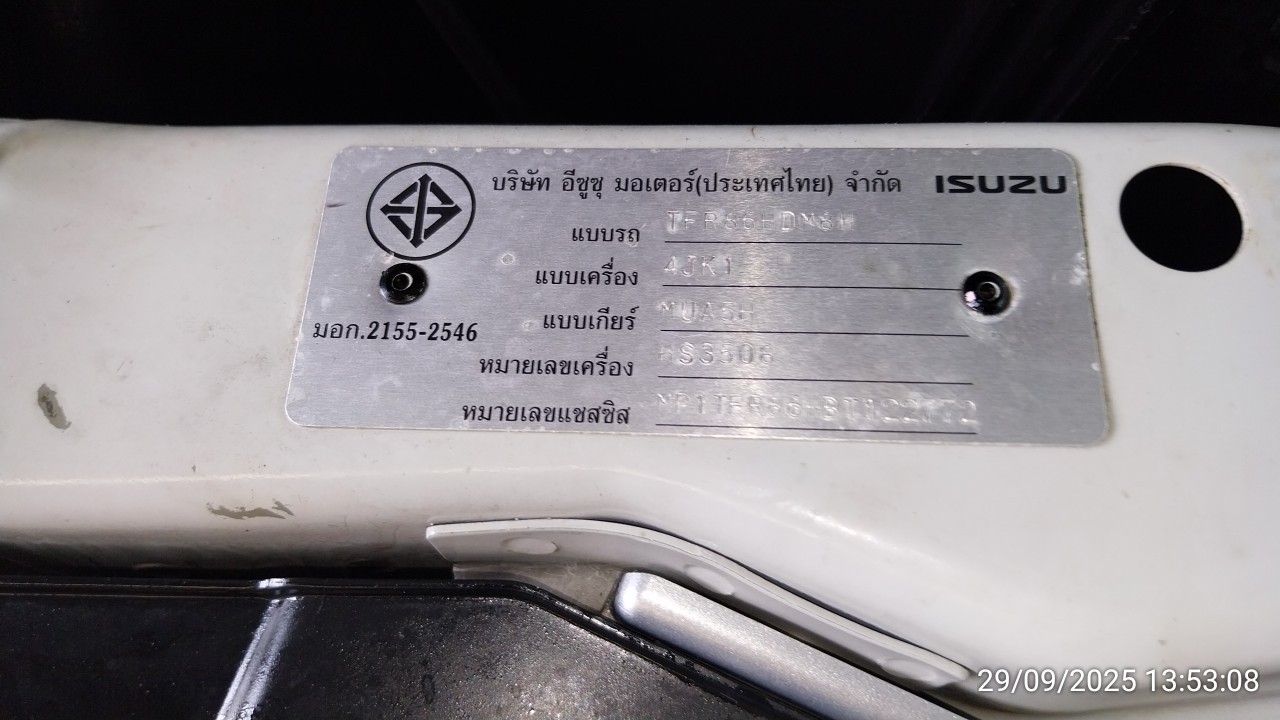 บริษัท อีซูซุ มอเตอร์(ประเทศไทย) จำกัด ISUZU
แบบรถ
แบบเครื่อง 4JK1
แบบเกียร์
มอก.2155-2546
หมายเลขเครื่อง
หมายเลขแชสซิส
29/09/2025 13:53:08